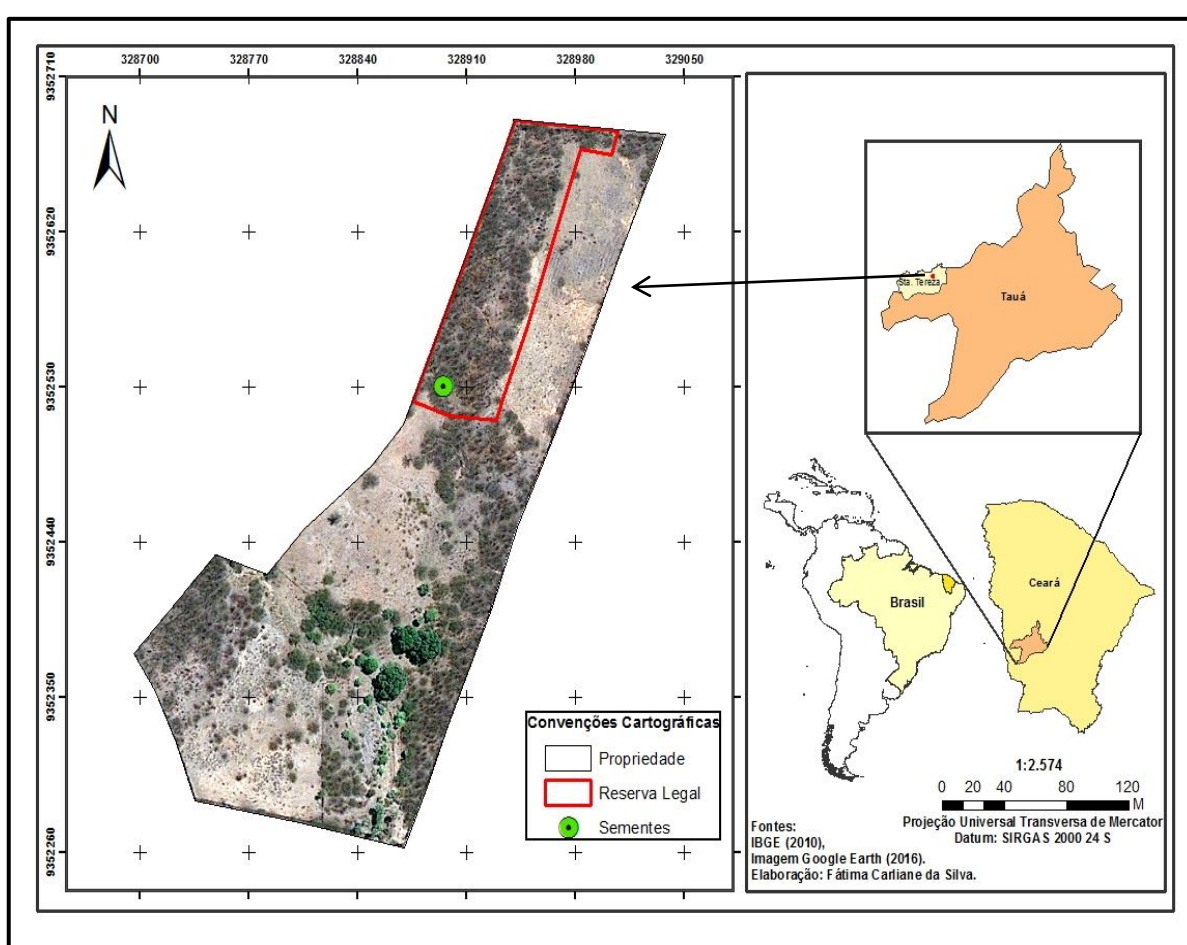 328700 328770 328840 328910 328980 329050
9352710
9352620
9352530
9352440
9352350
9352260
N
Convenções Cartográficas
Propriedade
Reserva Legal
Sementes
Sta. Tereza
Tauá
Brasil
Ceará
1:2.574
0 20 40 80 120
M
Projeção Universal Transversa de Mercator
Datum: SIRGAS 2000 24 S
Fontes:
IBGE (2010),
Imagem Google Earth (2016).
Elaboração: Fátima Carliane da Silva.